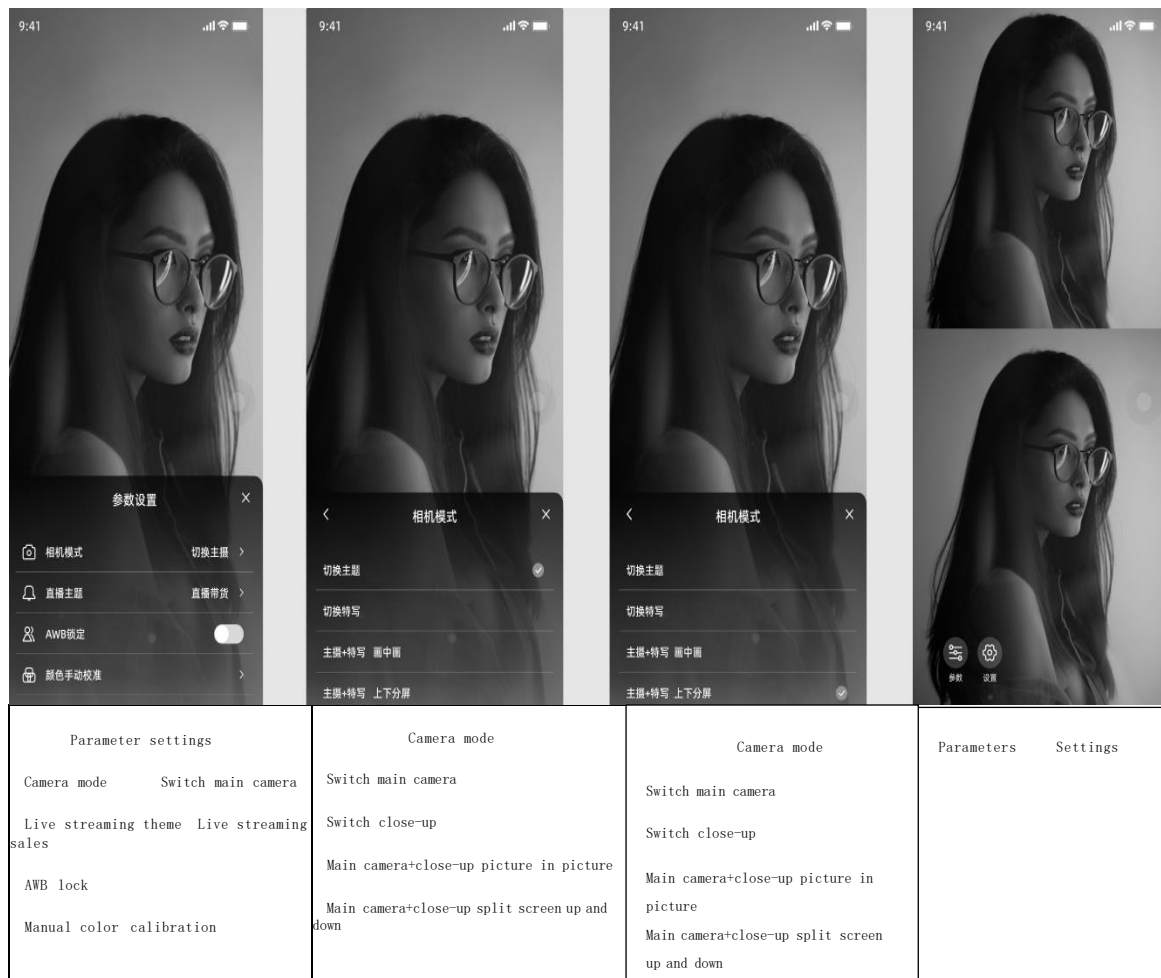 9:41
参数设置
相机模式 切换主摄
直播主题 直播带货
AWB锁定
颜色手动校准
9:41
相机模式
切换主题
切换特写
主摄+特写 画中画
主摄+特写 上下分屏
9:41
相机模式
切换主题
切换特写
主摄+特写 画中画
主摄+特写 上下分屏
9:41
参数 设置
Parameter settings
Camera mode Switch main camera
Live streaming theme Live streaming
sales
AWB lock
Manual color calibration
Camera mode
Switch main camera
Switch close-up
Main camera+close-up picture in picture
Main camera+close-up split screen up and
down
Camera mode
Switch main camera
Switch close-up
Main camera+close-up picture in
picture
Main camera+close-up split screen
up and down
Parameters Settings